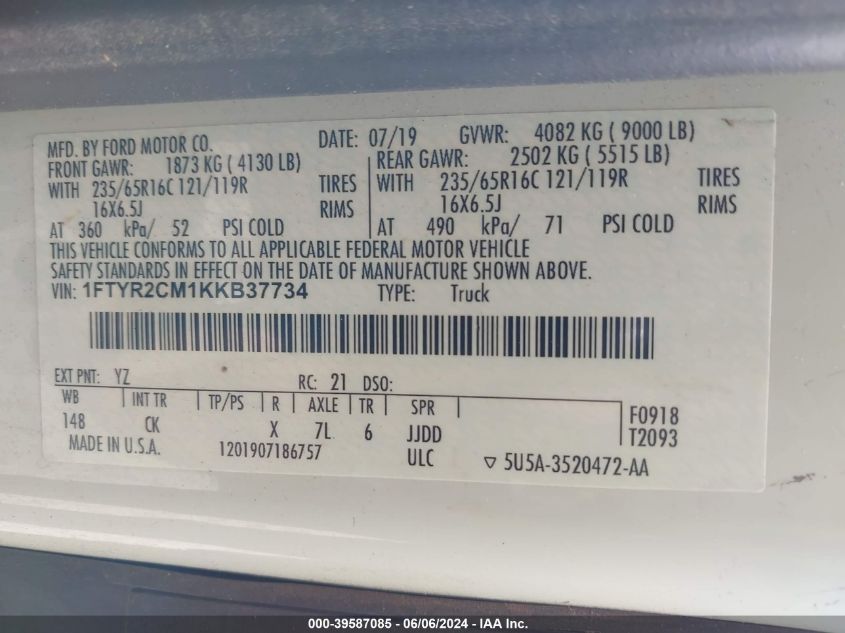 MFD. BY FORD MOTOR CO. DATE: 07/19 GVWR: 4082 KG ( 9000 LB)
FRONT GAWR: 1873 KG ( 4130 LB) REAR GAWR: 2502 KG ( 5515 LB)
WITH 235/65R16C 121/119R TIRES WITH 235/65R16C 121/119R TIRES
16X6.5J RIMS 16X6.5J RIMS
AT 360 kPa/ 52 PSI COLD AT 490 kPa/ 71 PSI COLD
THIS VEHICLE CONFORMS TO ALL APPLICABLE FEDERAL MOTOR VEHICLE
SAFETY STANDARDS IN EFFECT ON THE DATE OF MANUFACTURE SHOWN ABOVE.
VIN: 1FTYR2CM1KKB37734 TYPE: Truck
EXT PNT: YZ RC: 21 DSO:
WB INT TR TP/PS R AXLE TR SPR F0918
148 CK X 7L 6 JJDD T2093
MADE IN U.S.A. 1201907186757 ULC ▽ 5U5A-3520472-AA
000-39587085 - 06/06/2024 - IAA Inc.